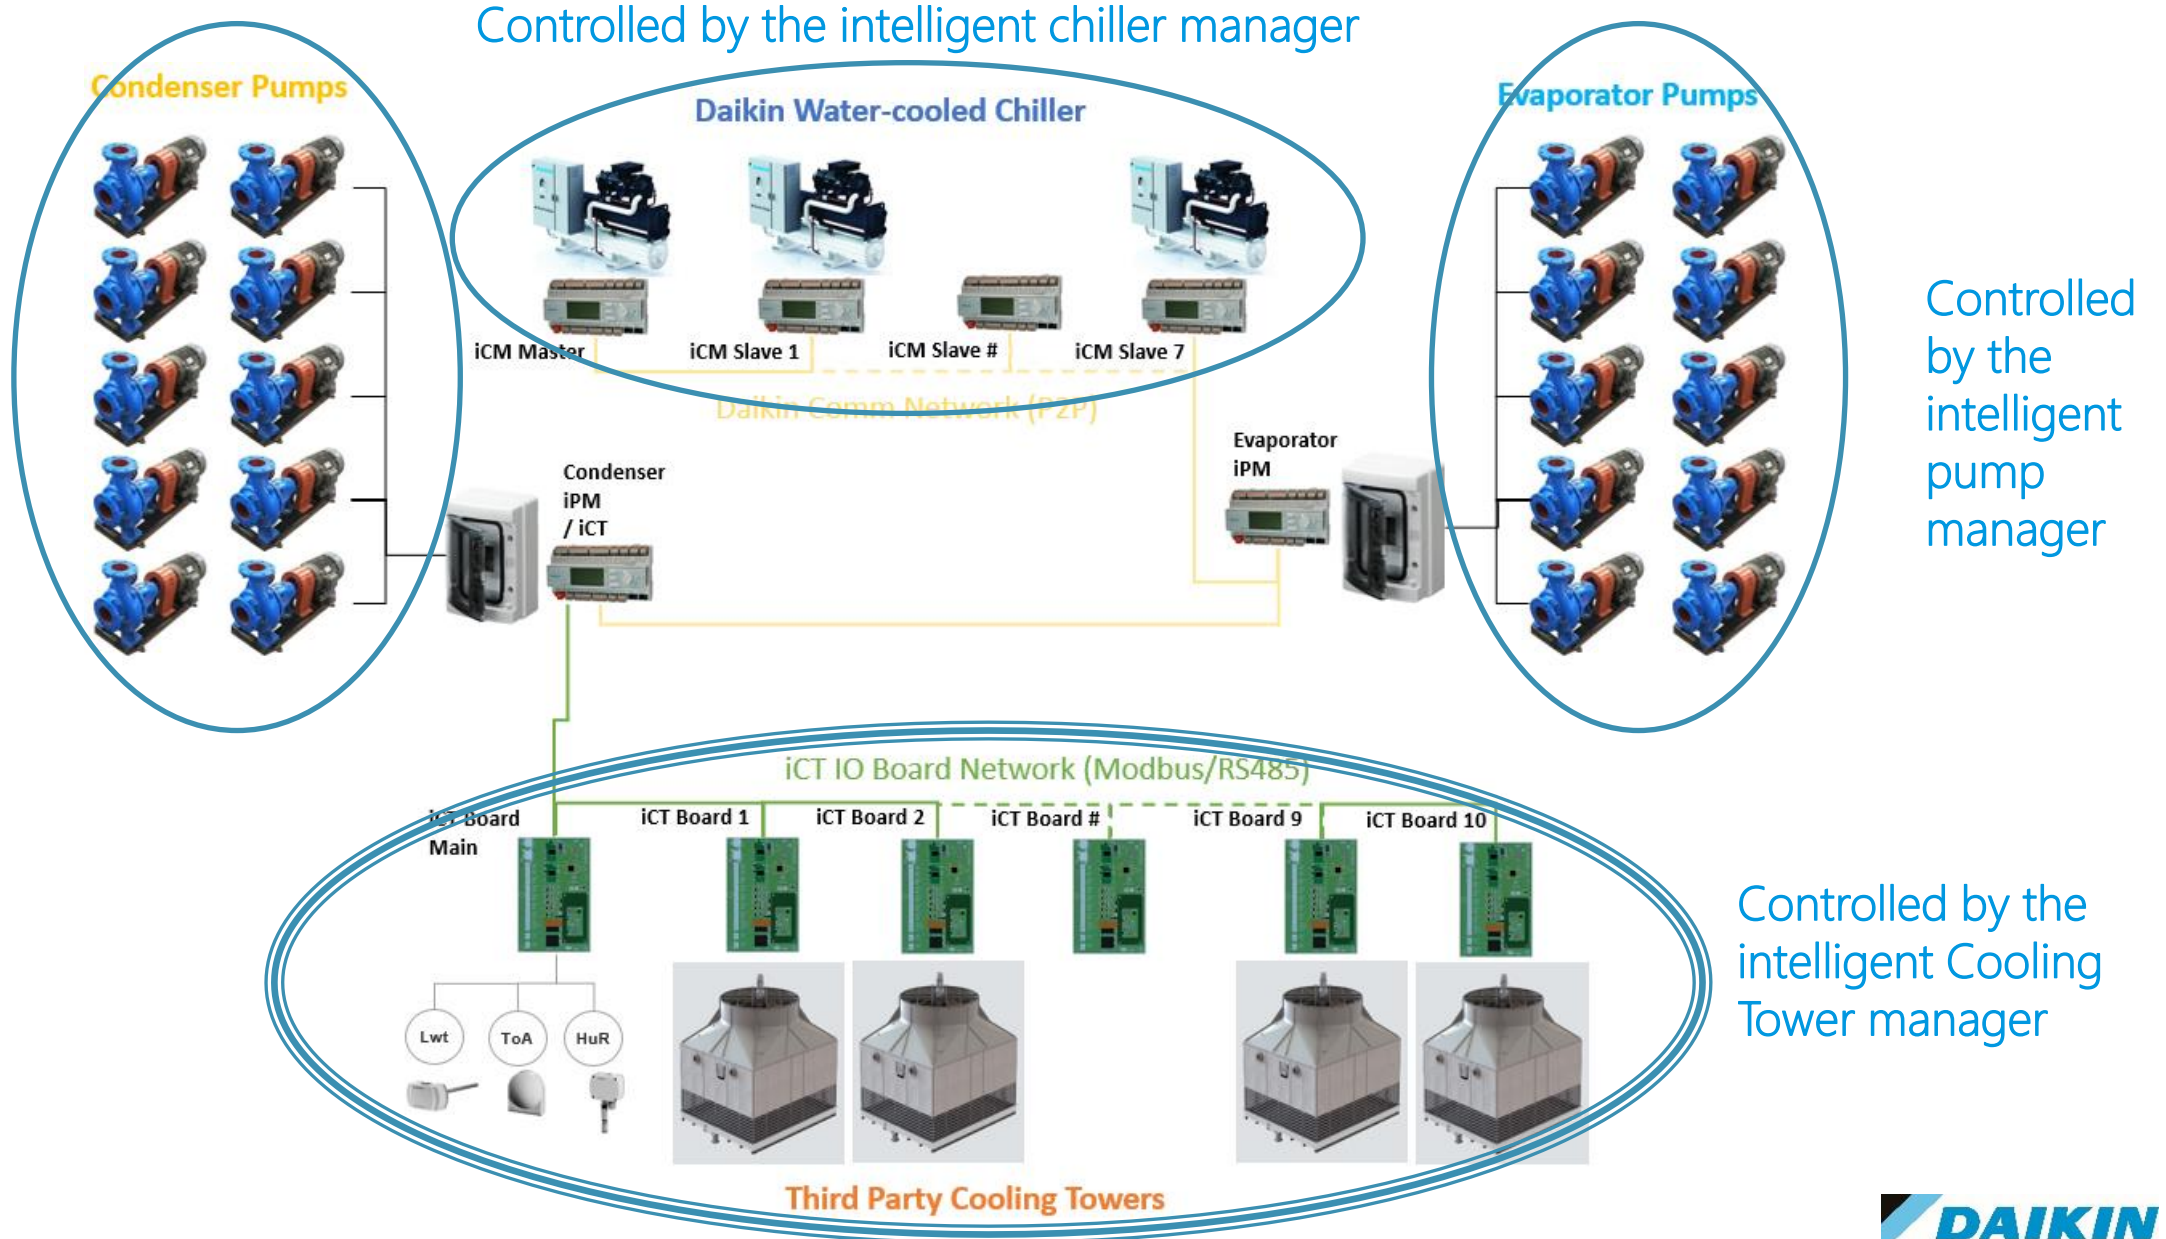 Controlled by the intelligent chiller manager
Condenser Pumps
Daikin Water-cooled Chiller
Evaporator Pumps
iCM Master
iCM Slave 1
iCM Slave #
iCM Slave 7
Daikin Comm Network (P2P)
Controlled
by the
intelligent
pump
manager
Condenser
iPM
/ iCT
Evaporator
iPM
iCT IO Board Network (Modbus/RS485)
iCT Board
Main
iCT Board 1
iCT Board 2
iCT Board #
iCT Board 9
iCT Board 10
Lwt
ToA
HuR
Controlled by the
intelligent Cooling
Tower manager
Third Party Cooling Towers
DAIKIN